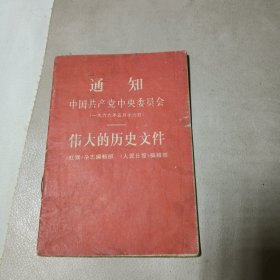 通知
中国共产党中央委员会
(一九六六年五月十六日)
伟大的历史文件
《红旗》杂志编辑部 《人民日报》编辑部